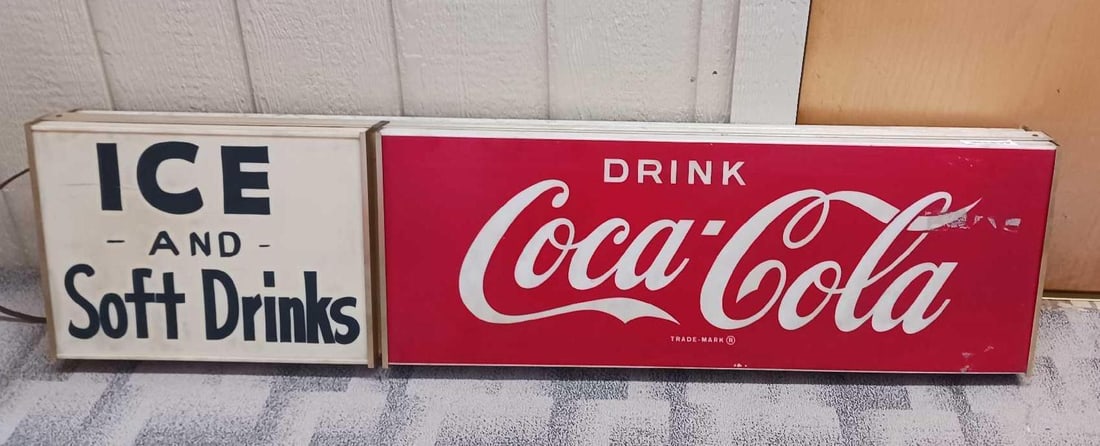 ICE
- AND -
Soft Drinks
DRINK
Coca-Cola
TRADE-MARK ®